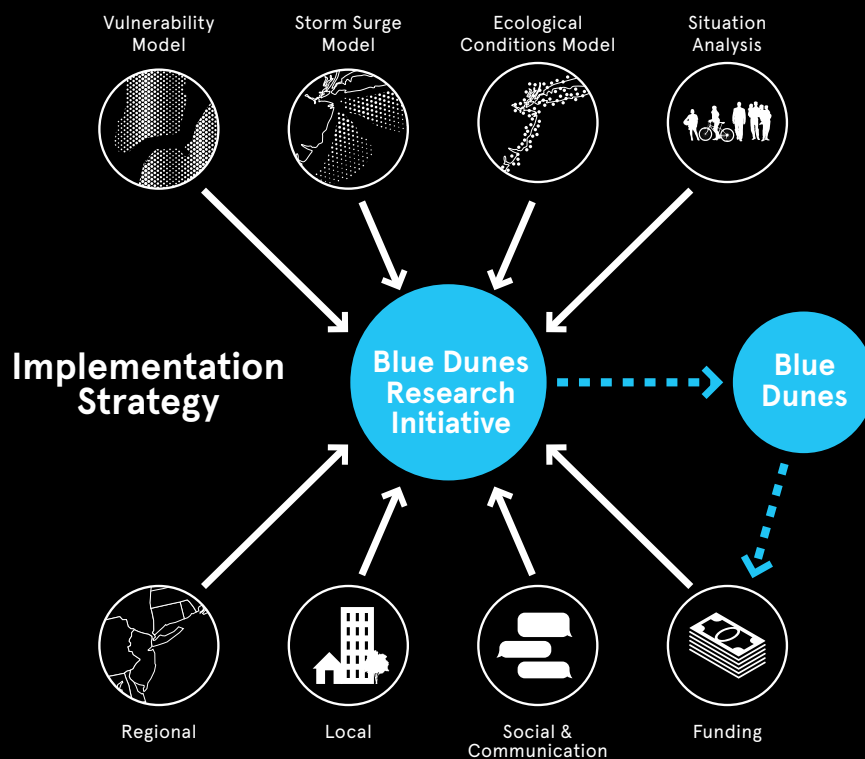 Vulnerability
Model
Storm Surge
Model
Ecological
Conditions Model
Situation
Analysis
Implementation
Strategy
Blue Dunes
Research
Initiative
Blue
Dunes
Regional
Local
Social &
Communication
Funding